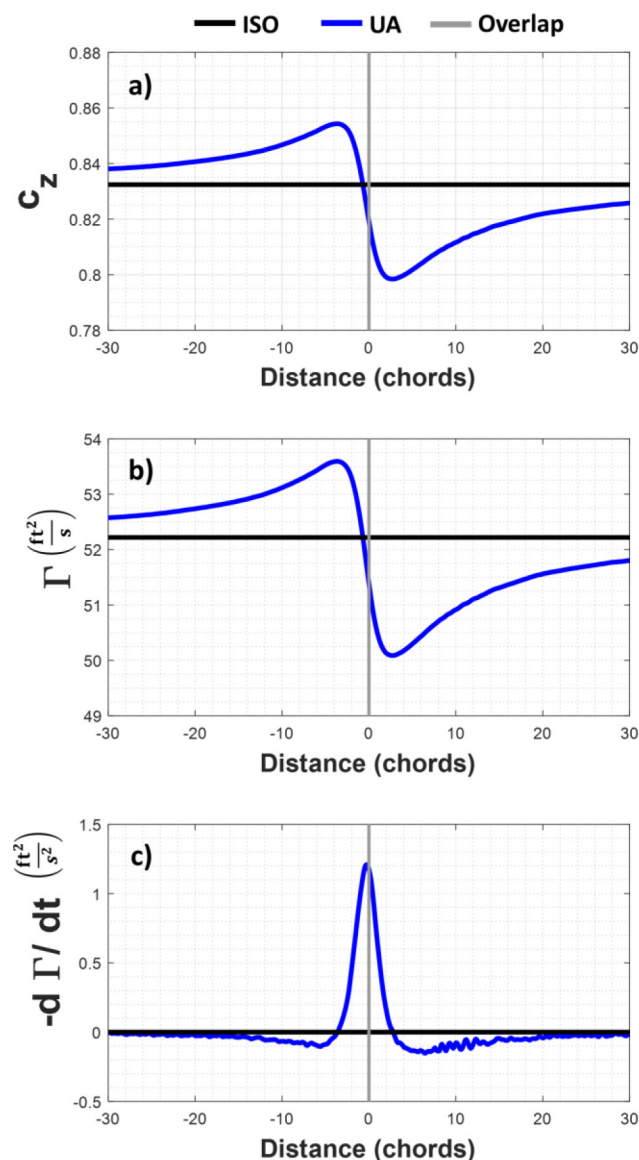 ISO UA Overlap
a)
0.88
0.86
0.84
0.82
0.8
0.78
c_z
-30 -20 -10 0 10 20 30
Distance (chords)
b)
54
53
52
51
50
49
Γ (ft²/s)
-30 -20 -10 0 10 20 30
Distance (chords)
c)
1.5
1
0.5
0
-0.5
-d Γ/ dt (ft²/s²)
-30 -20 -10 0 10 20 30
Distance (chords)